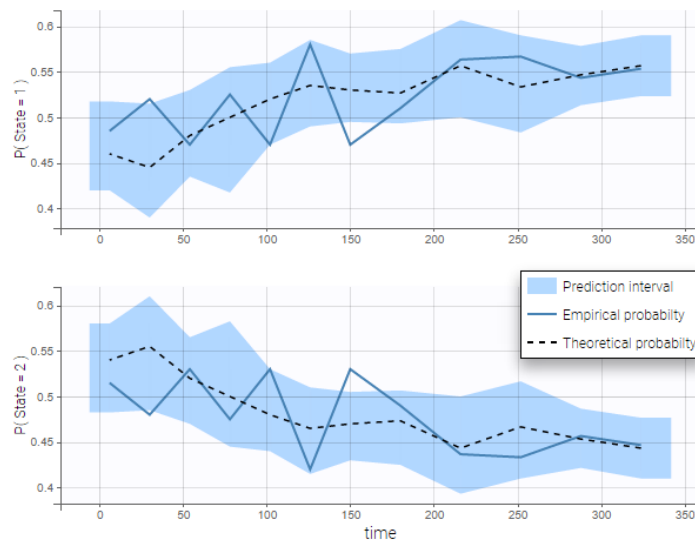 0.6
0.55
0.5
0.45
0.4
P( State = 1 )
0 50 100 150 200 250 300 350
0.6
0.55
0.5
0.45
0.4
P( State = 2 )
Prediction interval
Empirical probabilty
Theoretical probabilty
0 50 100 150 200 250 300 350
time